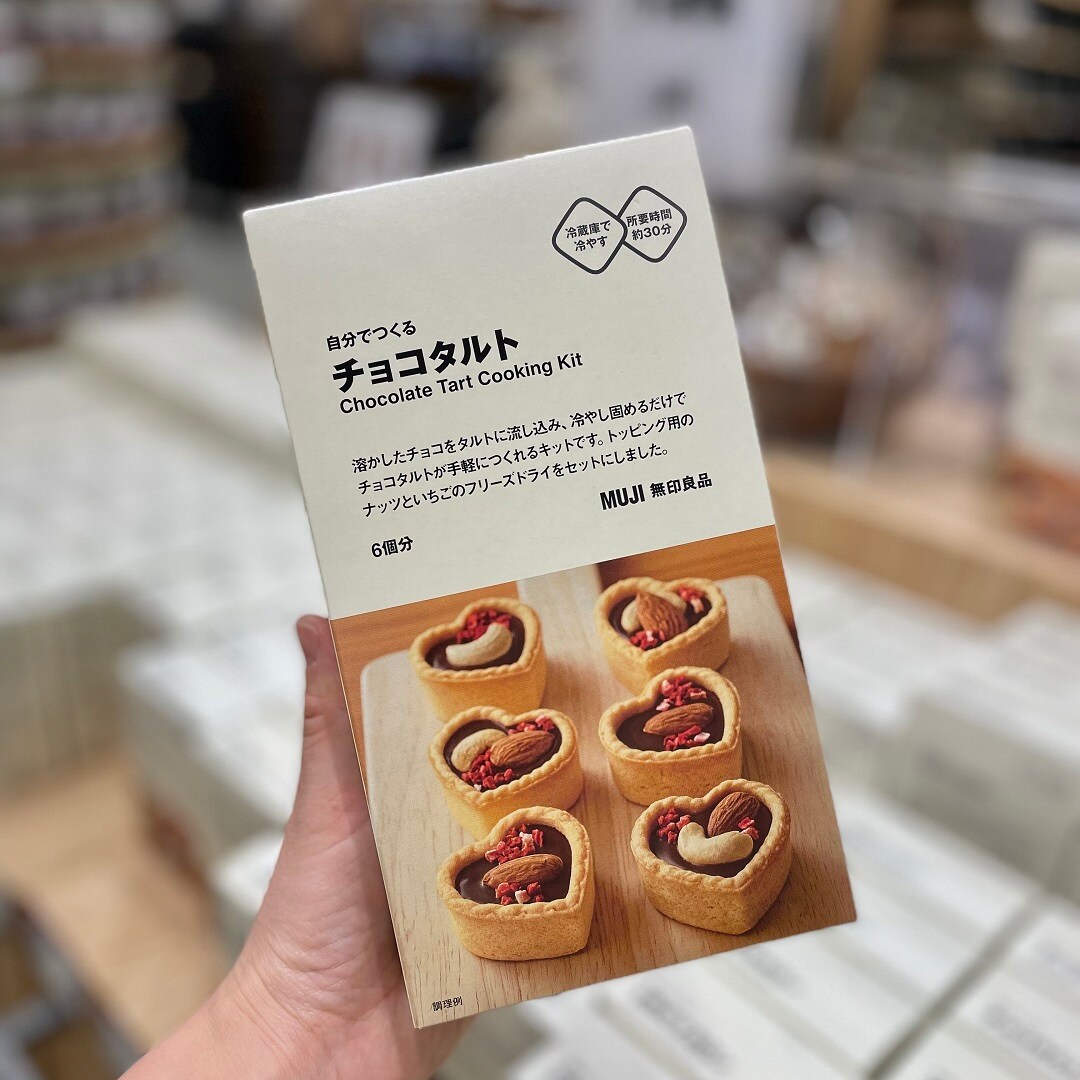 冷蔵庫で
冷やす
所要時間
約30分
自分でつくる
チョコタルト
Chocolate Tart Cooking Kit
溶かしたチョコをタルトに流し込み、冷やし固めるだけで
チョコタルトが手軽につくれるキットです。トッピング用の
ナッツといちごのフリーズドライをセットにしました。
MUJI 無印良品
6個分
調理例